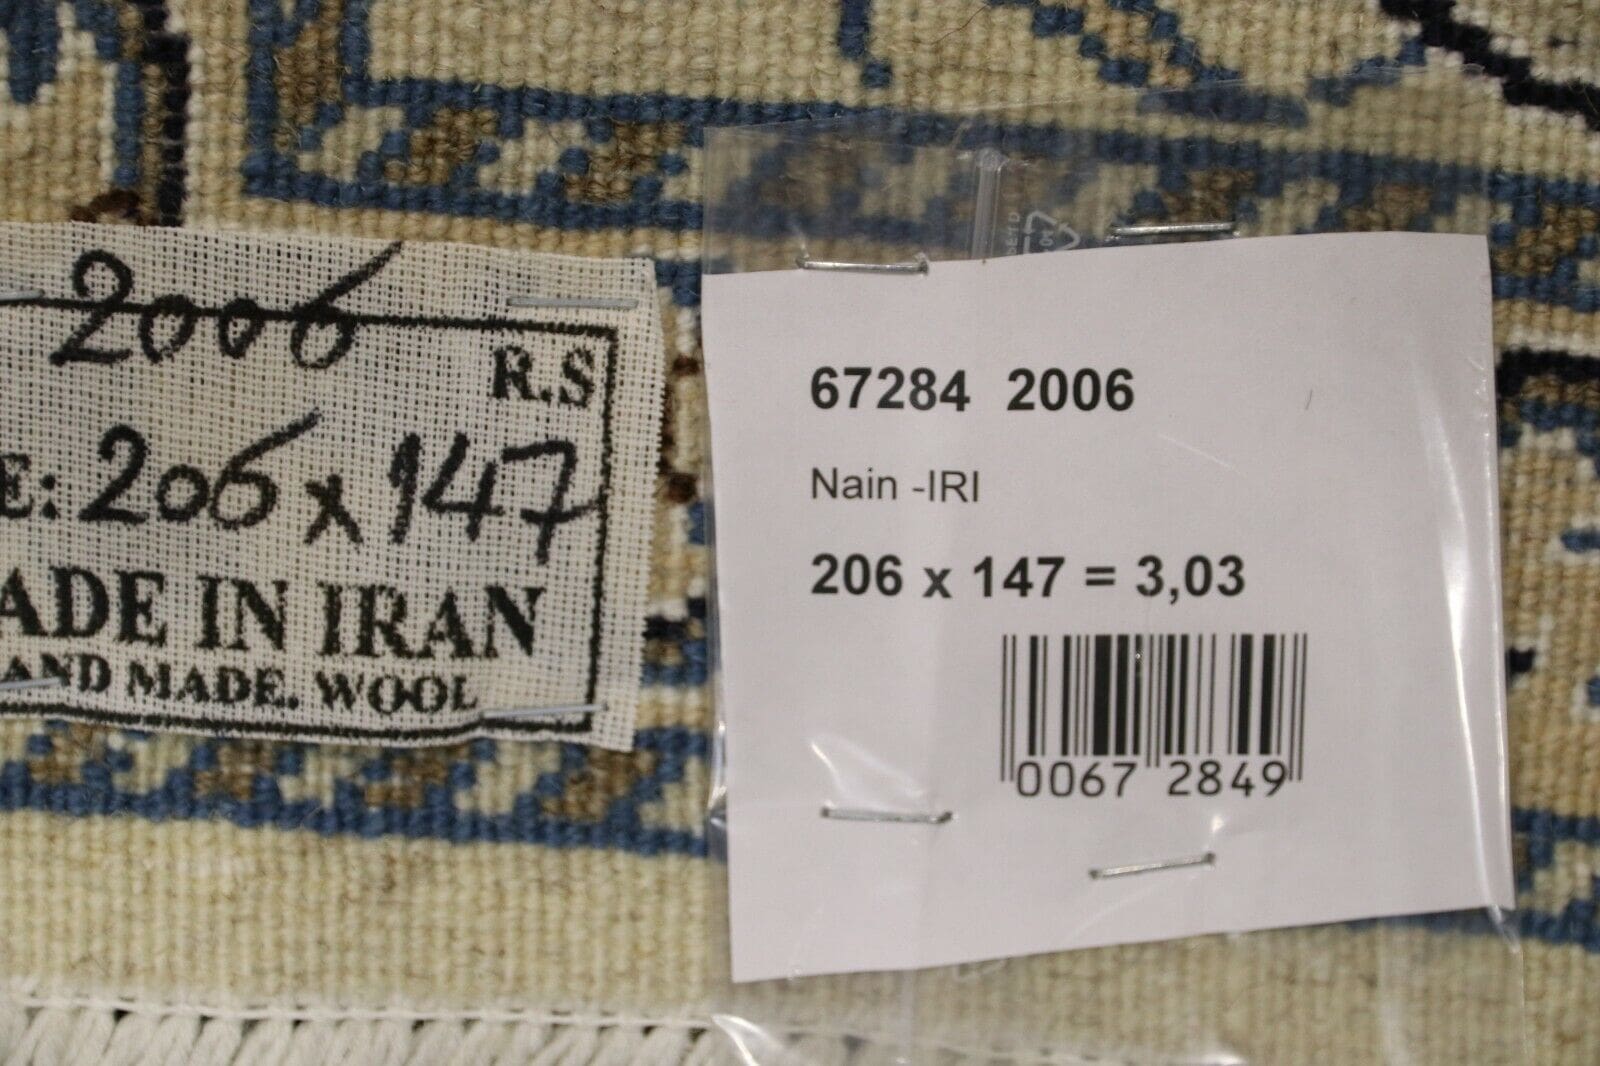 2006
R.S
E: 206 x 147
ADE IN IRAN
AND MADE. WOOL
67284 2006
Nain -IRI
206 x 147 = 3,03
0067 2849